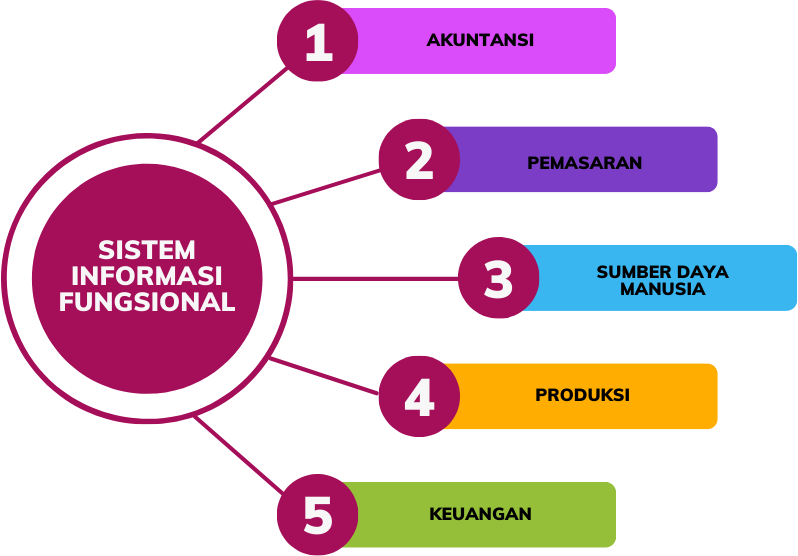 1
AKUNTANSI
2
PEMASARAN
SISTEM
INFORMASI
FUNGSIONAL
3
SUMBER DAYA
MANUSIA
4
PRODUKSI
5
KEUANGAN